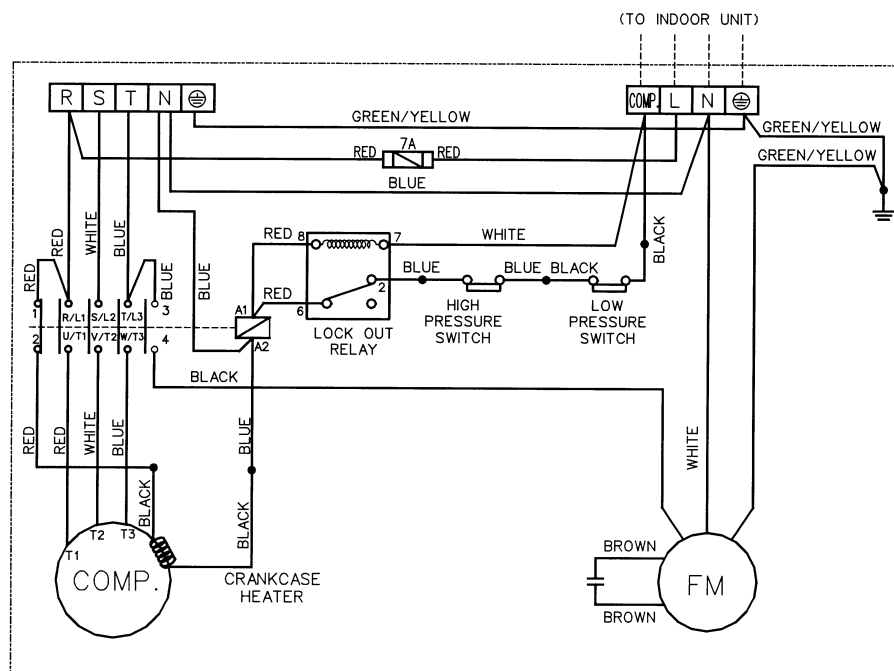 (TO INDOOR UNIT)
R S T N
COMP. L N
GREEN/YELLOW
GREEN/YELLOW
7A
RED RED
GREEN/YELLOW
BLUE
RED
RED
WHITE
BLUE
BLUE
BLUE
RED 8 7 WHITE
BLACK
BLUE BLUE BLACK
2
RED
6
HIGH
PRESSURE
SWITCH
LOW
PRESSURE
SWITCH
LOCK OUT
RELAY
1 R/L1 S/L2 T/L3 3
A1
2 U/T1 V/T2 W/T3 4
A2
BLACK
RED
RED
WHITE
BLUE
BLUE
WHITE
BLACK
BLACK
T1 T2 T3
COMP.
CRANKCASE
HEATER
BROWN
FM
BROWN